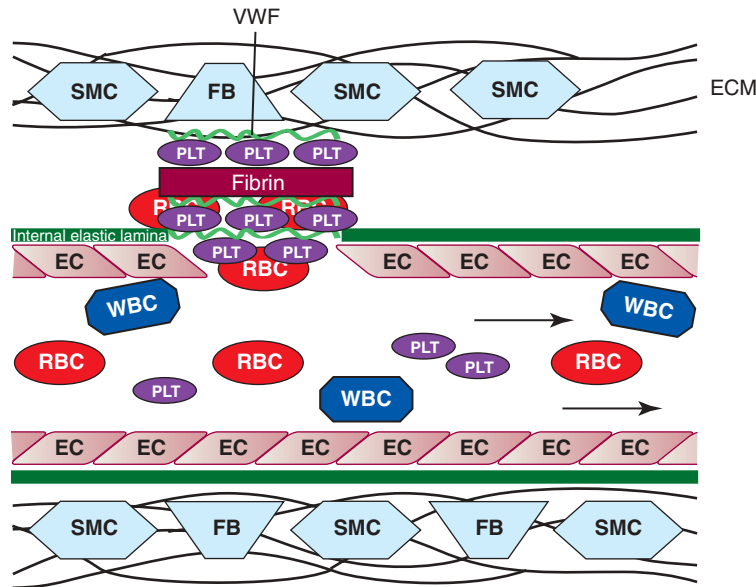 VWF
SMC FB SMC SMC
ECM
PLT PLT PLT
Fibrin
RBC RBC
PLT PLT PLT
Internal elastic lamina
PLT PLT
EC EC EC EC EC EC
RBC
WBC WBC
PLT
RBC RBC PLT RBC
PLT
WBC
EC EC EC EC EC EC EC EC
SMC FB SMC FB SMC